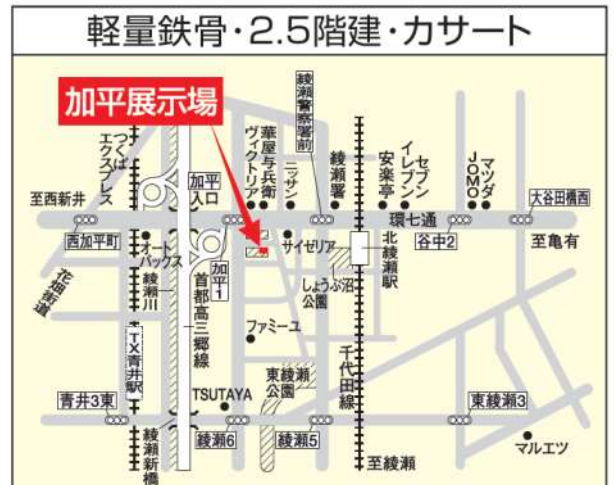 軽量鉄骨・2.5階建・カサート
加平展示場
つくば
エクスプレス
至西新井
加平
入口
ヴィクトリア
華屋与兵衛
ニッサン
綾瀬警察署前
綾瀬署
安楽亭
セブン
イレブン
JOMO
マツダ
大谷田橋西
環七通
西加平町
オート
バックス
加平1
サイゼリア
北綾瀬駅
谷中2
至亀有
花畑街道
綾瀬川
首都高三郷線
しょうぶ沼
公園
ファミーユ
TX青井駅
東綾瀬
公園
千代田線
TSUTAYA
青井3東
綾瀬新橋
綾瀬6
綾瀬5
東綾瀬3
至綾瀬
マルエツ